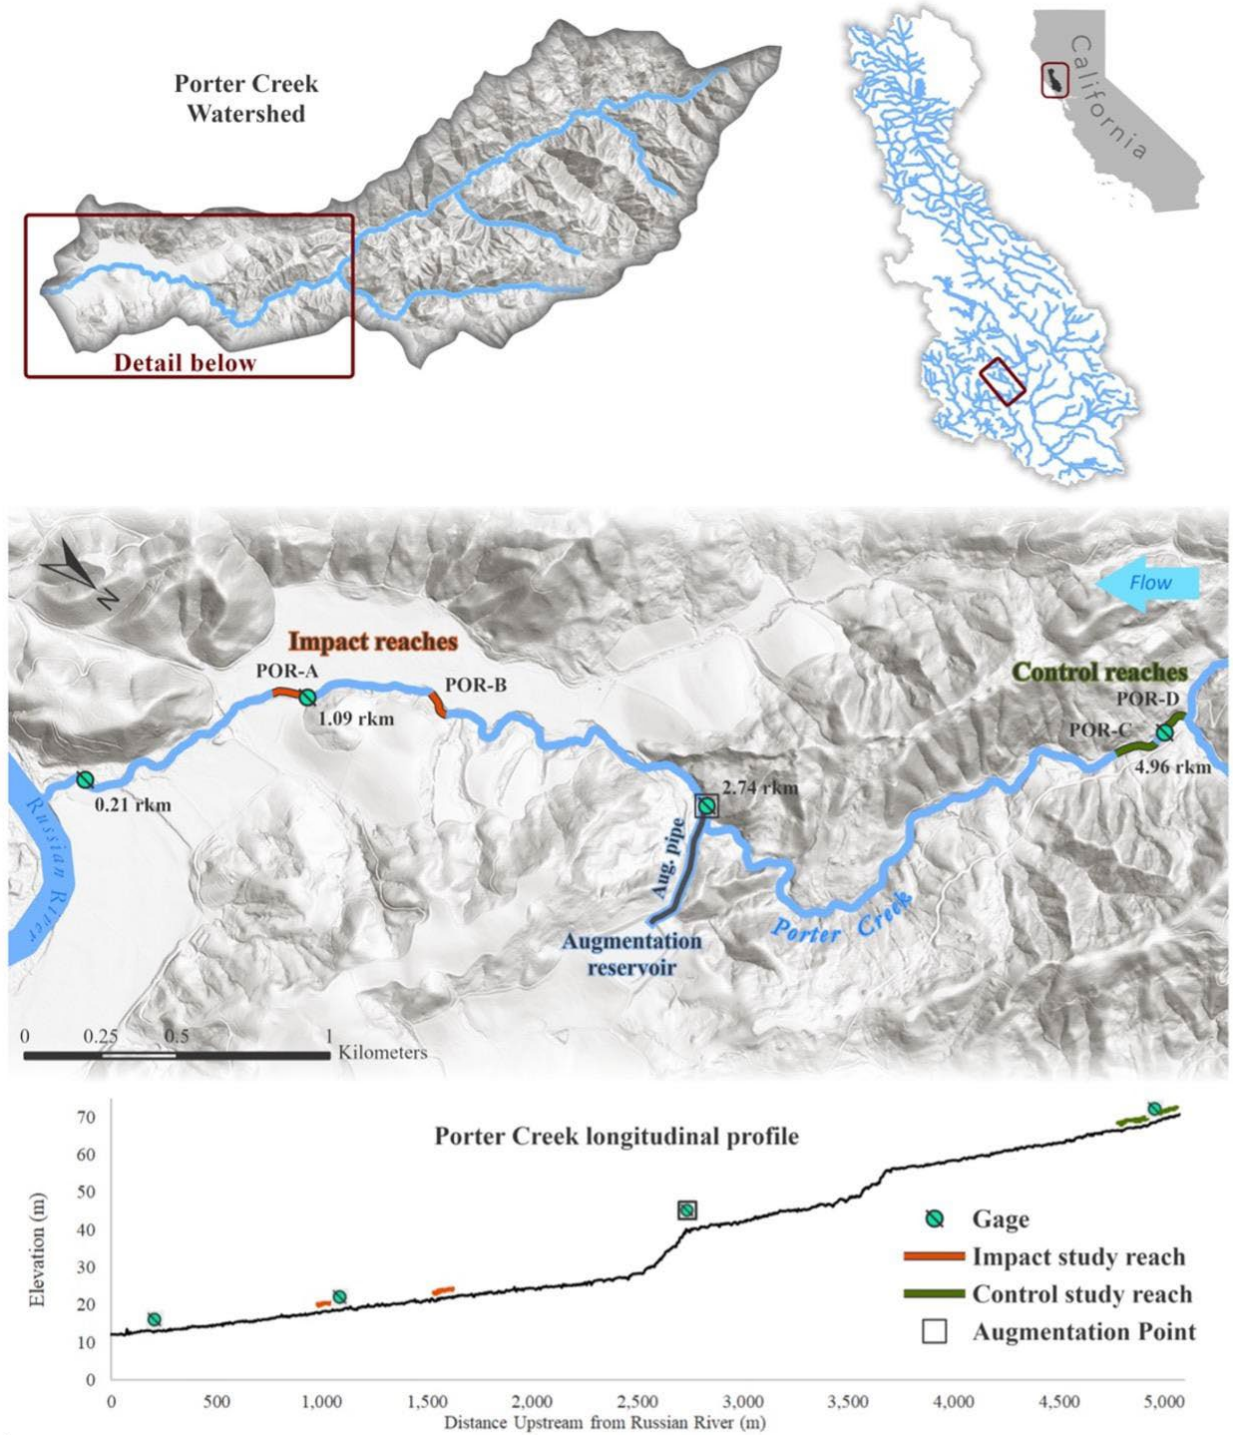 Porter Creek
Watershed
California
Detail below
N
Flow
Impact reaches
Control reaches
POR-A
POR-B
POR-C
POR-D
1.09 rkm
0.21 rkm
2.74 rkm
4.96 rkm
Russian River
Aug. pipe
Porter Creek
Augmentation
reservoir
0 0.25 0.5 1
Kilometers
Porter Creek longitudinal profile
Elevation (m)
70
60
50
40
30
20
10
0
Gage
Impact study reach
Control study reach
Augmentation Point
0 500 1,000 1,500 2,000 2,500 3,000 3,500 4,000 4,500 5,000
Distance Upstream from Russian River (m)